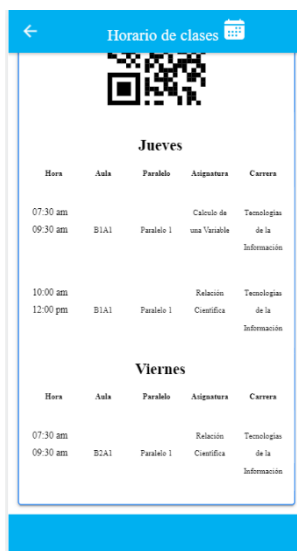 Horario de clases
Jueves
Hora Aula Paralelo Asignatura Carrera
07:30 am Calculo de Tecnologias
09:30 am B1A1 Paralelo 1 una Variable de la
Información
10:00 am Relación Tecnologias
12:00 pm B1A1 Paralelo 1 Científica de la
Información
Viernes
Hora Aula Paralelo Asignatura Carrera
07:30 am Relación Tecnologias
09:30 am B2A1 Paralelo 1 Científica de la
Información